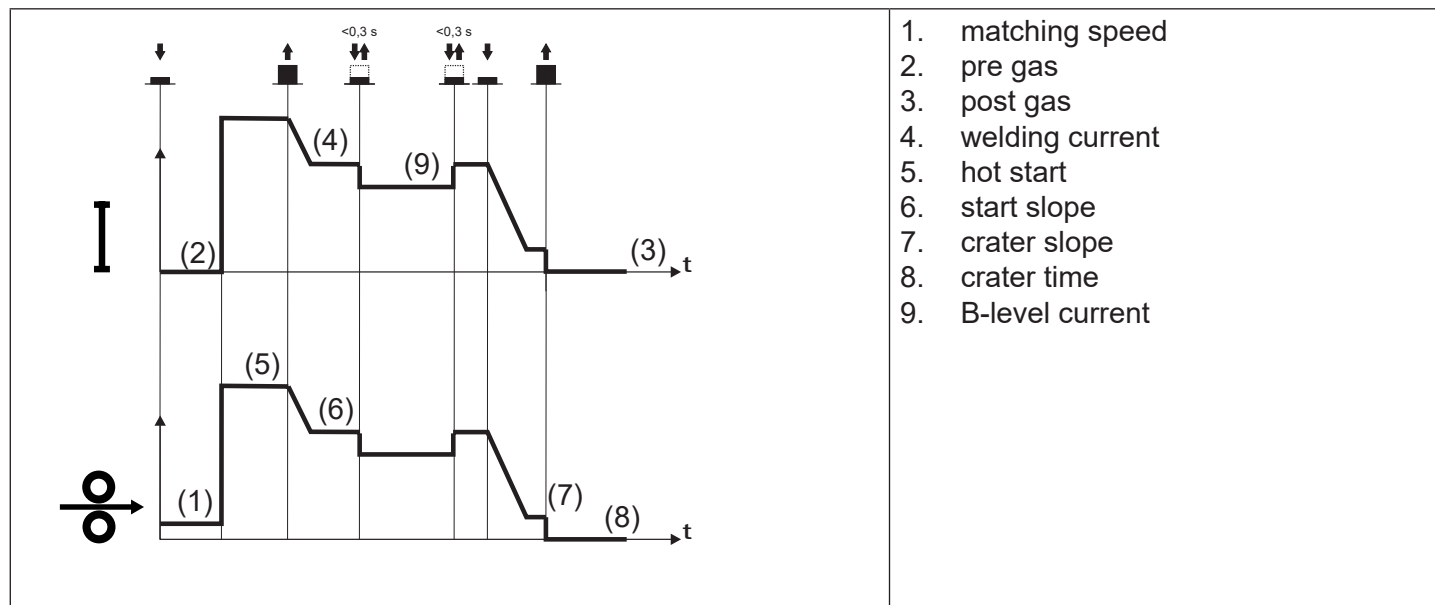 <0,3 s <0,3 s
(4)
(9)
(2)
(3)
I
t
(5)
(6)
(1)
(7)
(8)
t
1. matching speed
2. pre gas
3. post gas
4. welding current
5. hot start
6. start slope
7. crater slope
8. crater time
9. B-level current